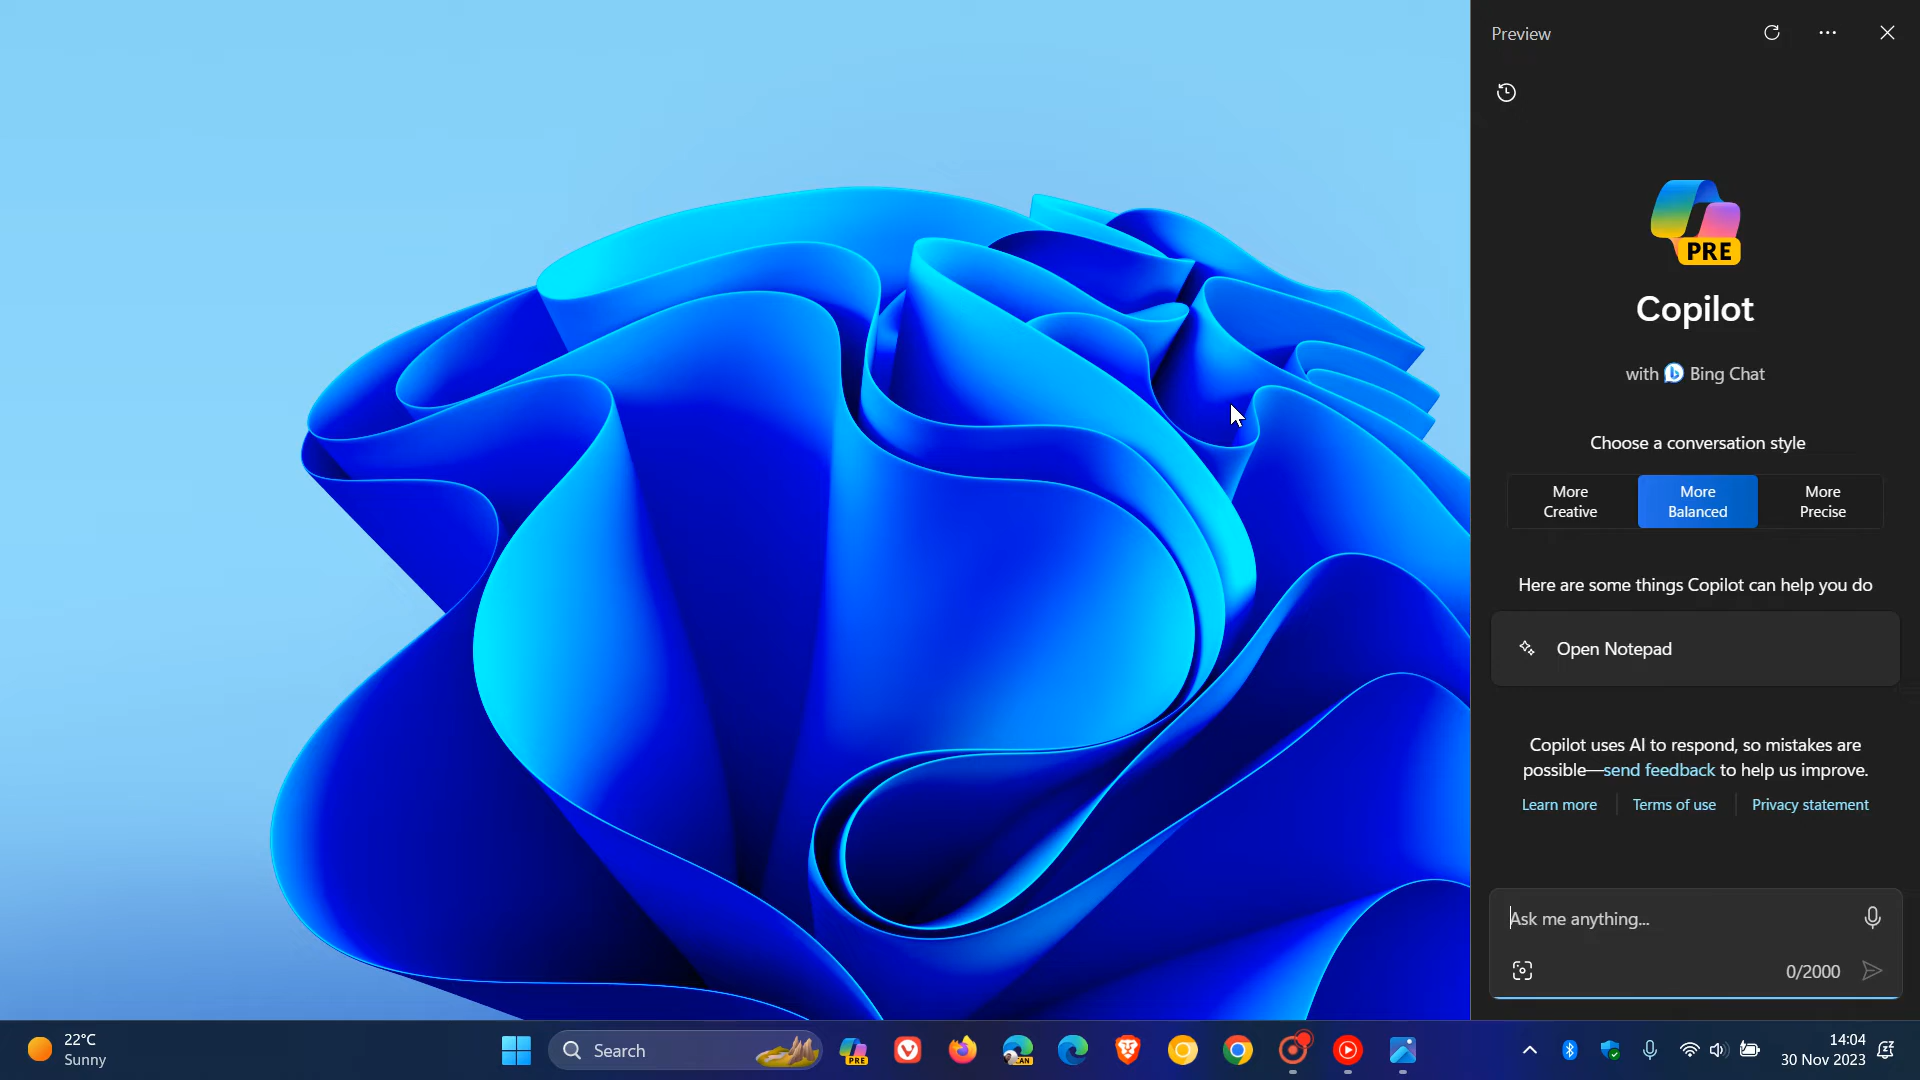 Preview
PRE
Copilot
with Bing Chat
Choose a conversation style
More Creative
More Balanced
More Precise
Here are some things Copilot can help you do
Open Notepad
Copilot uses AI to respond, so mistakes are
possible—send feedback to help us improve.
Learn more
Terms of use
Privacy statement
Ask me anything...
0/2000
22°C
Sunny
Search
PRE
CAN
14:04
30 Nov 2023